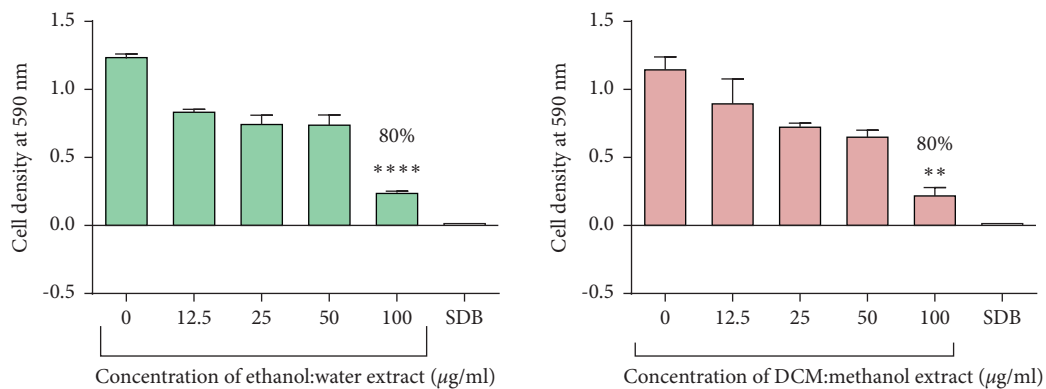 1.5
1.0
0.5
0.0
-0.5
Cell density at 590 nm
80%
****
0 12.5 25 50 100 SDB
Concentration of ethanol:water extract (µg/ml)
1.5
1.0
0.5
0.0
-0.5
Cell density at 590 nm
80%
**
0 12.5 25 50 100 SDB
Concentration of DCM:methanol extract (µg/ml)